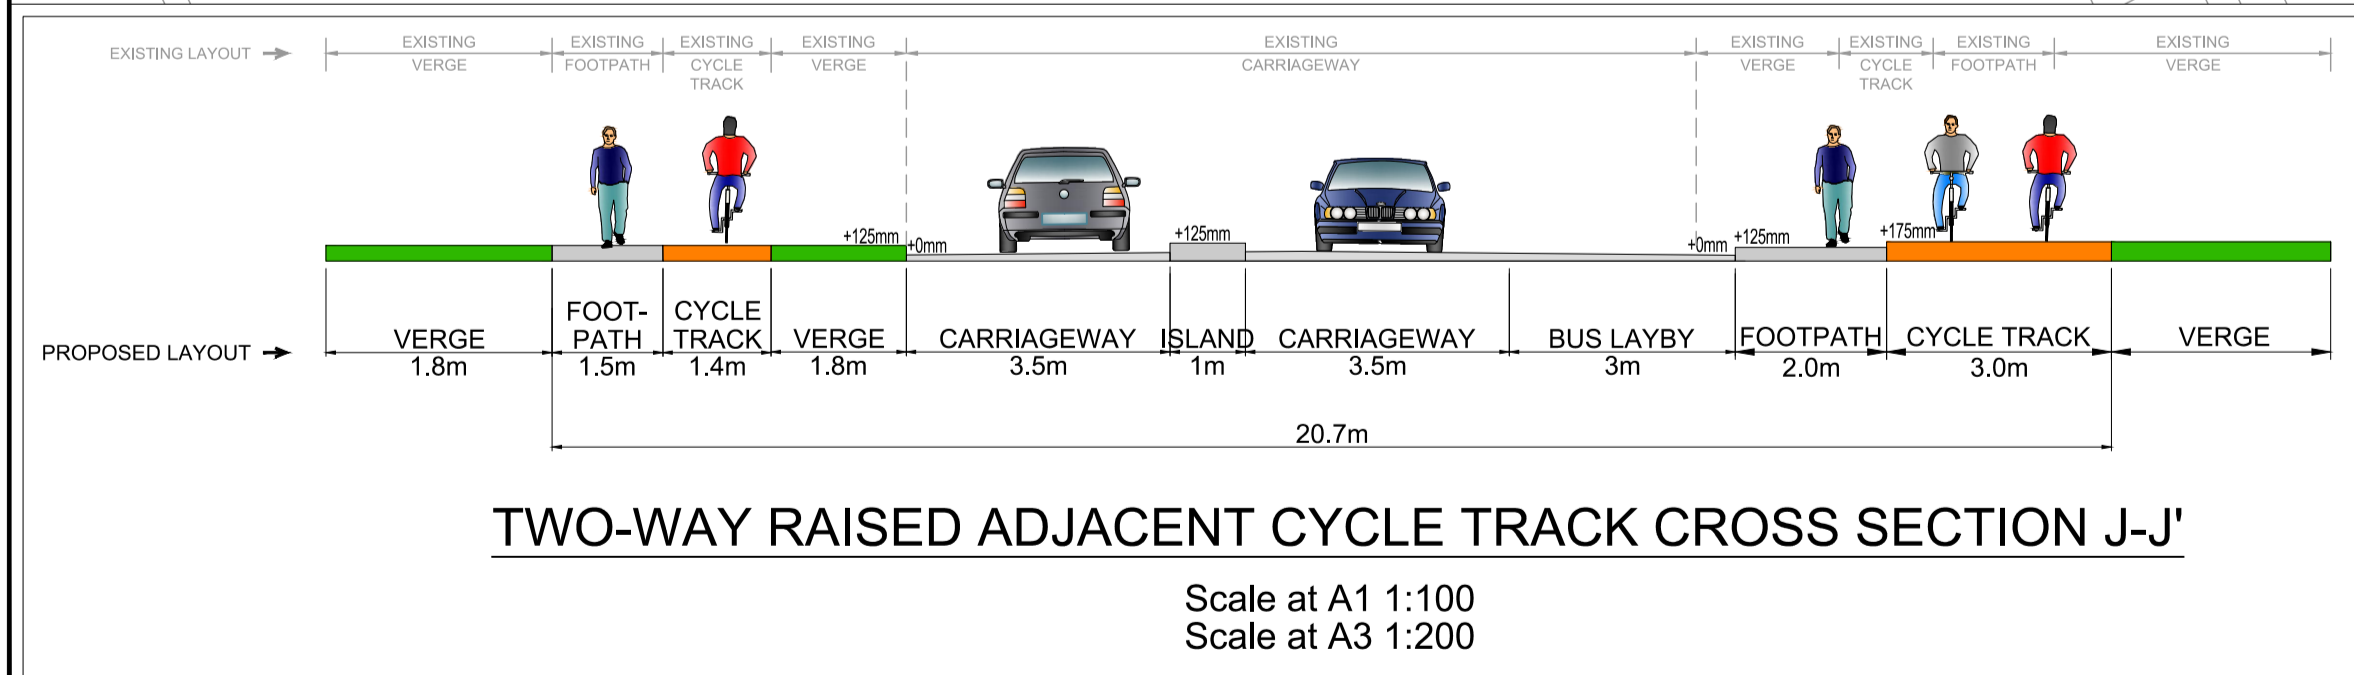 EXISTING LAYOUT
EXISTING VERGE
EXISTING FOOTPATH
EXISTING CYCLE TRACK
EXISTING VERGE
EXISTING CARRIAGEWAY
EXISTING VERGE
EXISTING CYCLE TRACK
EXISTING FOOTPATH
EXISTING VERGE
+125mm +0mm +125mm +0mm +125mm +175mm
PROPOSED LAYOUT
VERGE
1.8m
FOOT-
PATH
1.5m
CYCLE
TRACK
1.4m
VERGE
1.8m
CARRIAGEWAY
3.5m
ISLAND
1m
CARRIAGEWAY
3.5m
BUS LAYBY
3m
FOOTPATH
2.0m
CYCLE TRACK
3.0m
VERGE
20.7m
TWO-WAY RAISED ADJACENT CYCLE TRACK CROSS SECTION J-J'
Scale at A1 1:100
Scale at A3 1:200